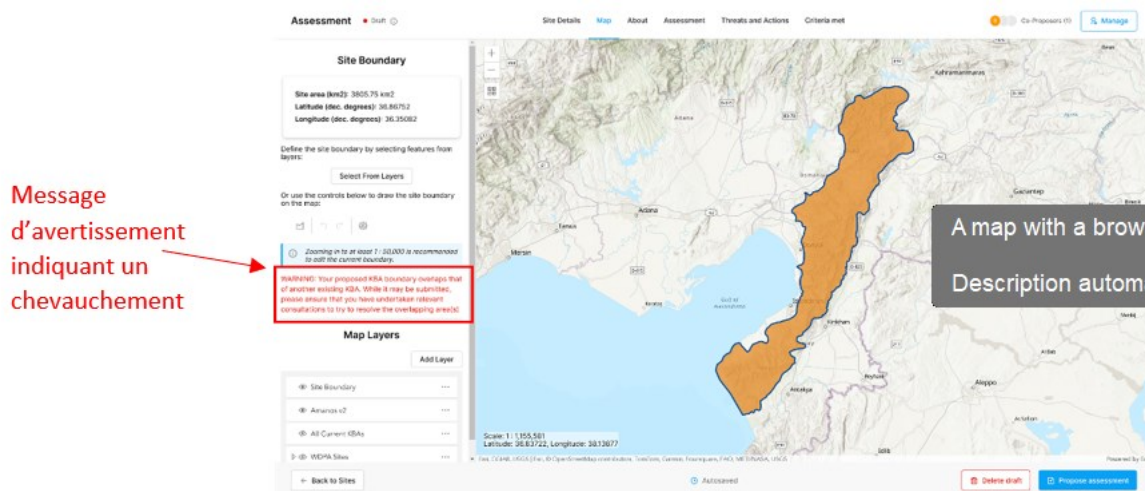 Assessment
Draft
Site Details Map About Assessment Threats and Actions Criteria met
Co-Proposers (1)
Manage
Site Boundary
Site area (km2): 3805.75 km2
Latitude (dec. degrees): 36.86752
Longitude (dec. degrees): 36.35082
Define the site boundary by selecting features from
layers:
Select From Layers
Or use the controls below to draw the site boundary
on the map:
Zooming in to at least 1 : 50,000 is recommended
to edit the current boundary.
WARNING: Your proposed KBA boundary overlaps that
of another existing KBA. While it may be submitted,
please ensure that you have undertaken relevant
consultations to try to resolve the overlapping area(s)
Message
d’avertissement
indiquant un
chevauchement
Map Layers
Add Layer
Site Boundary
Amanos v2
All Current KBAs
WDPA Sites
Kahramanmaras
Adana
Gaziantep
Adana
Mersin
Antakya
Aleppo
Idlib
A map with a brow
Description autom
Scale: 1 : 1,155,581
Latitude: 36.83722, Longitude: 38.13877
Back to Sites
Autosaved
Delete draft
Propose assessment